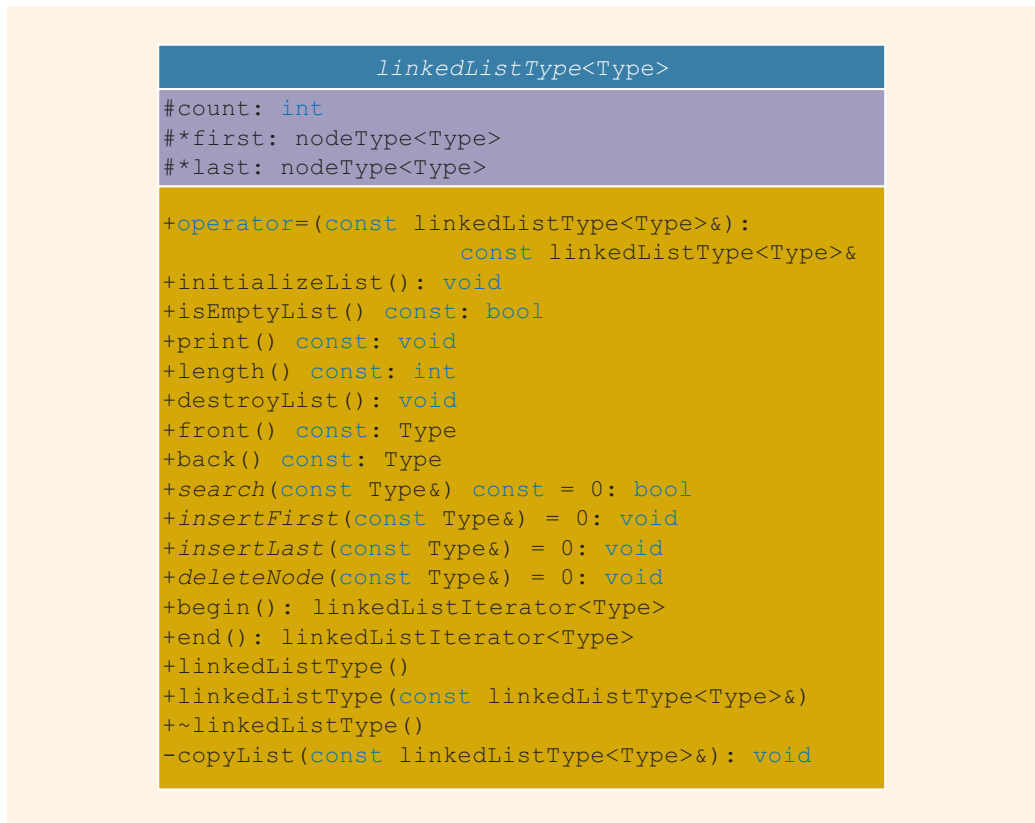 linkedListType<Type>
#count: int
#*first: nodeType<Type>
#*last: nodeType<Type>
+operator=(const linkedListType<Type>&):
const linkedListType<Type>&
+initializeList(): void
+isEmptyList() const: bool
+print() const: void
+length() const: int
+destroyList(): void
+front() const: Type
+back() const: Type
+search(const Type&) const = 0: bool
+insertFirst(const Type&) = 0: void
+insertLast(const Type&) = 0: void
+deleteNode(const Type&) = 0: void
+begin(): linkedListIterator<Type>
+end(): linkedListIterator<Type>
+linkedListType()
+linkedListType(const linkedListType<Type>&)
+~linkedListType()
-copyList(const linkedListType<Type>&): void